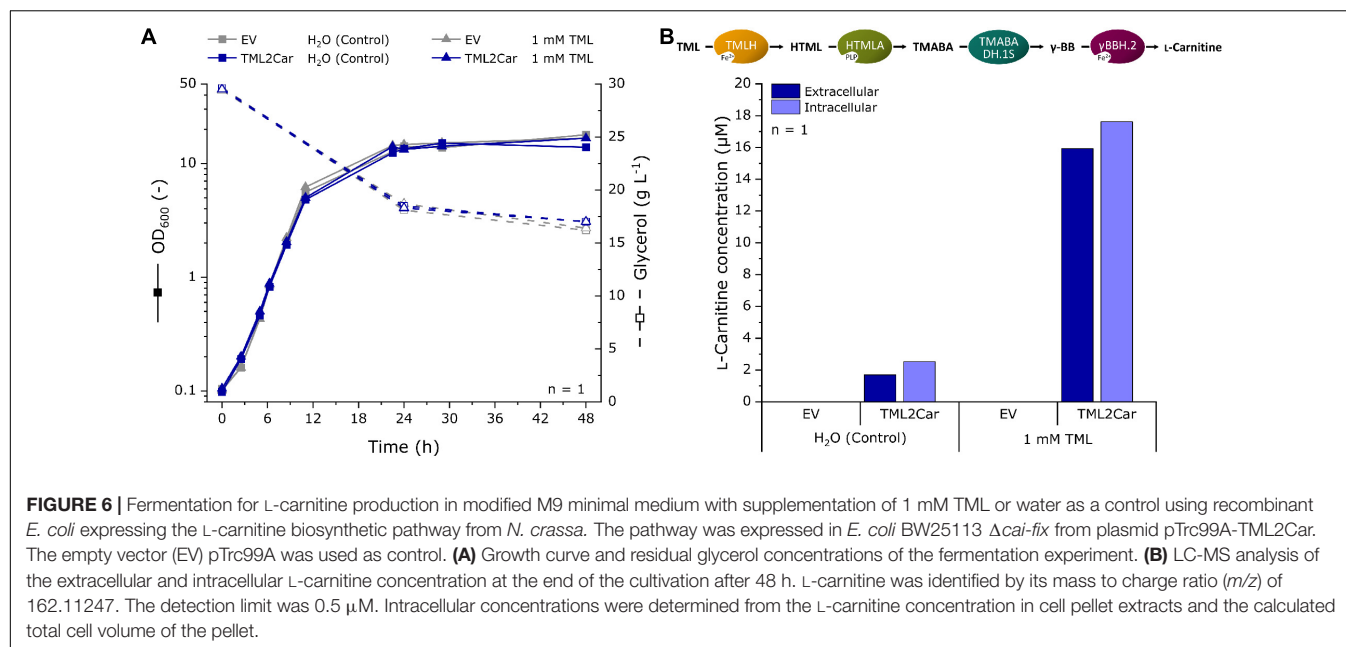 A
EV H₂O (Control) EV 1 mM TML
TML2Car H₂O (Control) TML2Car 1 mM TML
50
10
1
0.1
OD₆₀₀ (-)
30
25
20
15
10
5
0
Glycerol (g L⁻¹)
n = 1
0 6 12 18 24 30 36 42 48
Time (h)
B
TML TMLH Fe²⁺ HTML HTMLA PLP TMABA TMABA DH.1S γ-BB γBBH.2 Fe²⁺ L-Carnitine
Extracellular
Intracellular
n = 1
20
18
16
14
12
10
8
6
4
2
0
L-Carnitine concentration (µM)
EV TML2Car EV TML2Car
H₂O (Control) 1 mM TML
FIGURE 6 | Fermentation for L-carnitine production in modified M9 minimal medium with supplementation of 1 mM TML or water as a control using recombinant
E. coli expressing the L-carnitine biosynthetic pathway from N. crassa. The pathway was expressed in E. coli BW25113 Δcai-fix from plasmid pTrc99A-TML2Car.
The empty vector (EV) pTrc99A was used as control. (A) Growth curve and residual glycerol concentrations of the fermentation experiment. (B) LC-MS analysis of
the extracellular and intracellular L-carnitine concentration at the end of the cultivation after 48 h. L-carnitine was identified by its mass to charge ratio (m/z) of
162.11247. The detection limit was 0.5 µM. Intracellular concentrations were determined from the L-carnitine concentration in cell pellet extracts and the calculated
total cell volume of the pellet.